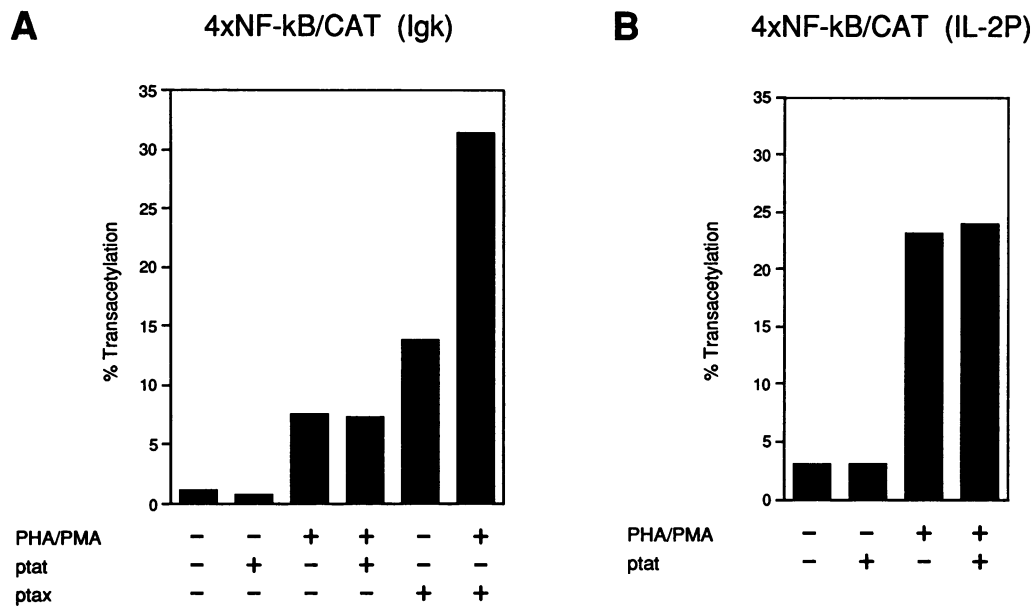 A 4xNF-kB/CAT (Igk)
35
30
25
20
15
10
5
0
% Transacetylation
PHA/PMA - - + + - +
ptat - + - + - -
ptax - - - - + +
B 4xNF-kB/CAT (IL-2P)
35
30
25
20
15
10
5
0
% Transacetylation
PHA/PMA - - + +
ptat - + - +